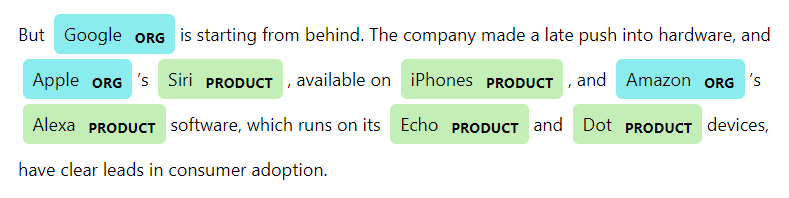 But Google ORG is starting from behind. The company made a late push into hardware, and
Apple ORG 's Siri PRODUCT , available on iPhones PRODUCT , and Amazon ORG 's
Alexa PRODUCT software, which runs on its Echo PRODUCT and Dot PRODUCT devices,
have clear leads in consumer adoption.